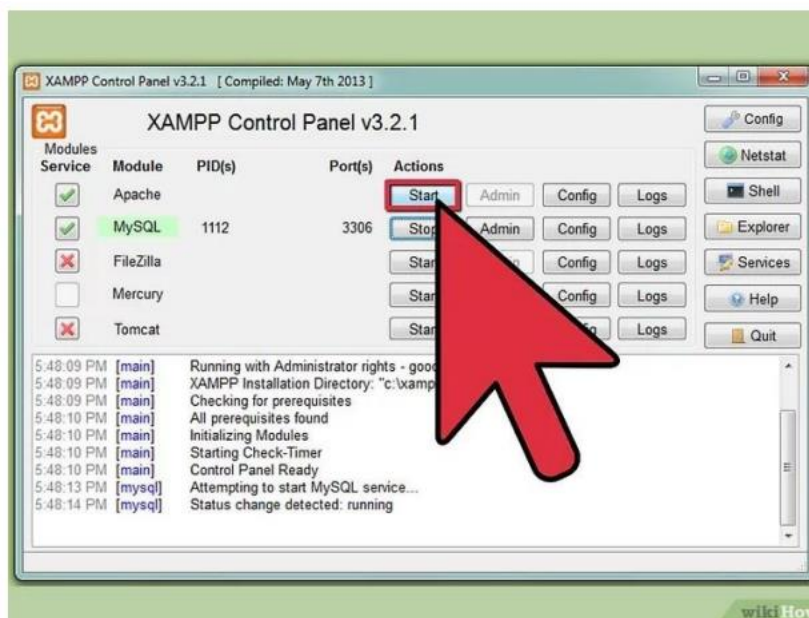 XAMPP Control Panel v3.2.1 [ Compiled: May 7th 2013 ]
XAMPP Control Panel v3.2.1
Config
Modules
Service Module PID(s) Port(s) Actions
Netstat
Apache Start Admin Config Logs
Shell
MySQL 1112 3306 Stop Admin Config Logs
Explorer
FileZilla Config Logs
Services
Mercury Config Logs
Help
Tomcat Logs
Quit
5:48:09 PM [main] Running with Administrator rights -
5:48:09 PM [main] XAMPP Installation Directory:
5:48:09 PM [main] Checking for prerequisites
5:48:10 PM [main] All prerequisites found
5:48:10 PM [main] Initializing Modules
5:48:10 PM [main] Starting Check-Timer
5:48:10 PM [main] Control Panel Ready
5:48:13 PM [mysql] Attempting to start MySQL service...
5:48:14 PM [mysql] Status change detected: running
wikiHow